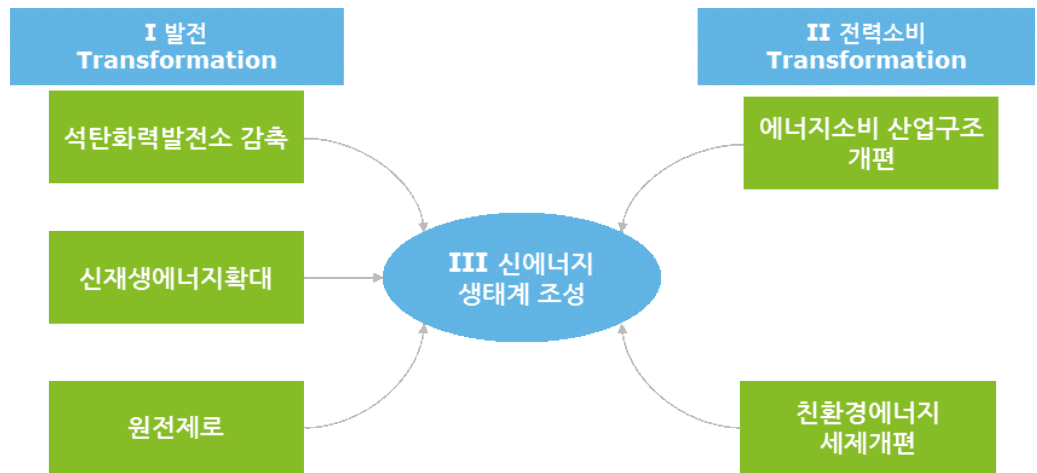 I 발전
Transformation
석탄화력발전소 감축
신재생에너지확대
원전제로
III 신에너지
생태계 조성
II 전력소비
Transformation
에너지소비 산업구조
개편
친환경에너지
세제개편